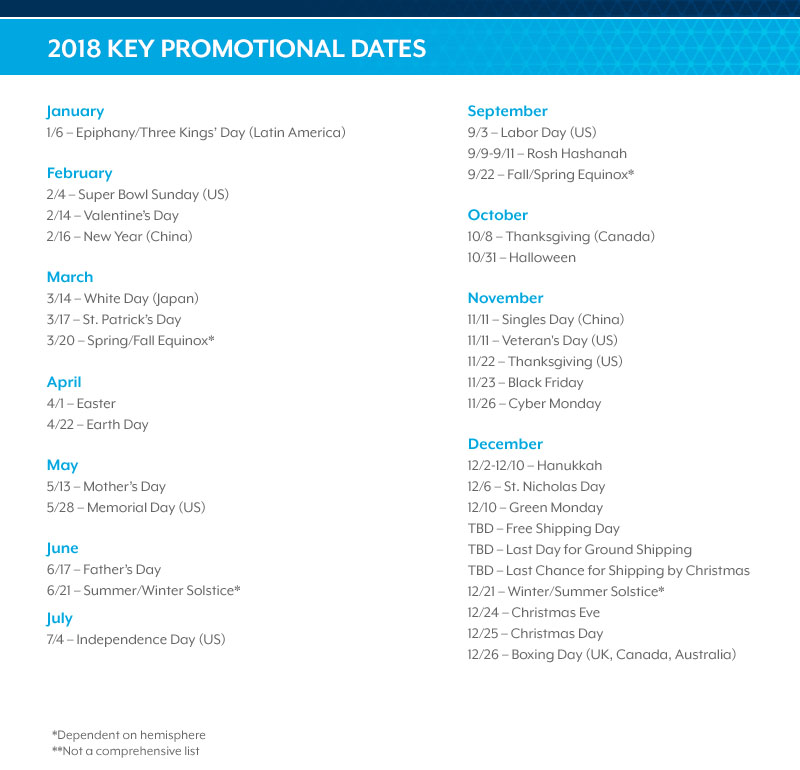 2018 KEY PROMOTIONAL DATES
January
1/6 – Epiphany/Three Kings’ Day (Latin America)
February
2/4 – Super Bowl Sunday (US)
2/14 – Valentine’s Day
2/16 – New Year (China)
March
3/14 – White Day (Japan)
3/17 – St. Patrick’s Day
3/20 – Spring/Fall Equinox*
April
4/1 – Easter
4/22 – Earth Day
May
5/13 – Mother’s Day
5/28 – Memorial Day (US)
June
6/17 – Father’s Day
6/21 – Summer/Winter Solstice*
July
7/4 – Independence Day (US)
September
9/3 – Labor Day (US)
9/9-9/11 – Rosh Hashanah
9/22 – Fall/Spring Equinox*
October
10/8 – Thanksgiving (Canada)
10/31 – Halloween
November
11/11 – Singles Day (China)
11/11 – Veteran’s Day (US)
11/22 – Thanksgiving (US)
11/23 – Black Friday
11/26 – Cyber Monday
December
12/2-12/10 – Hanukkah
12/6 – St. Nicholas Day
12/10 – Green Monday
TBD – Free Shipping Day
TBD – Last Day for Ground Shipping
TBD – Last Chance for Shipping by Christmas
12/21 – Winter/Summer Solstice*
12/24 – Christmas Eve
12/25 – Christmas Day
12/26 – Boxing Day (UK, Canada, Australia)
*Dependent on hemisphere
**Not a comprehensive list